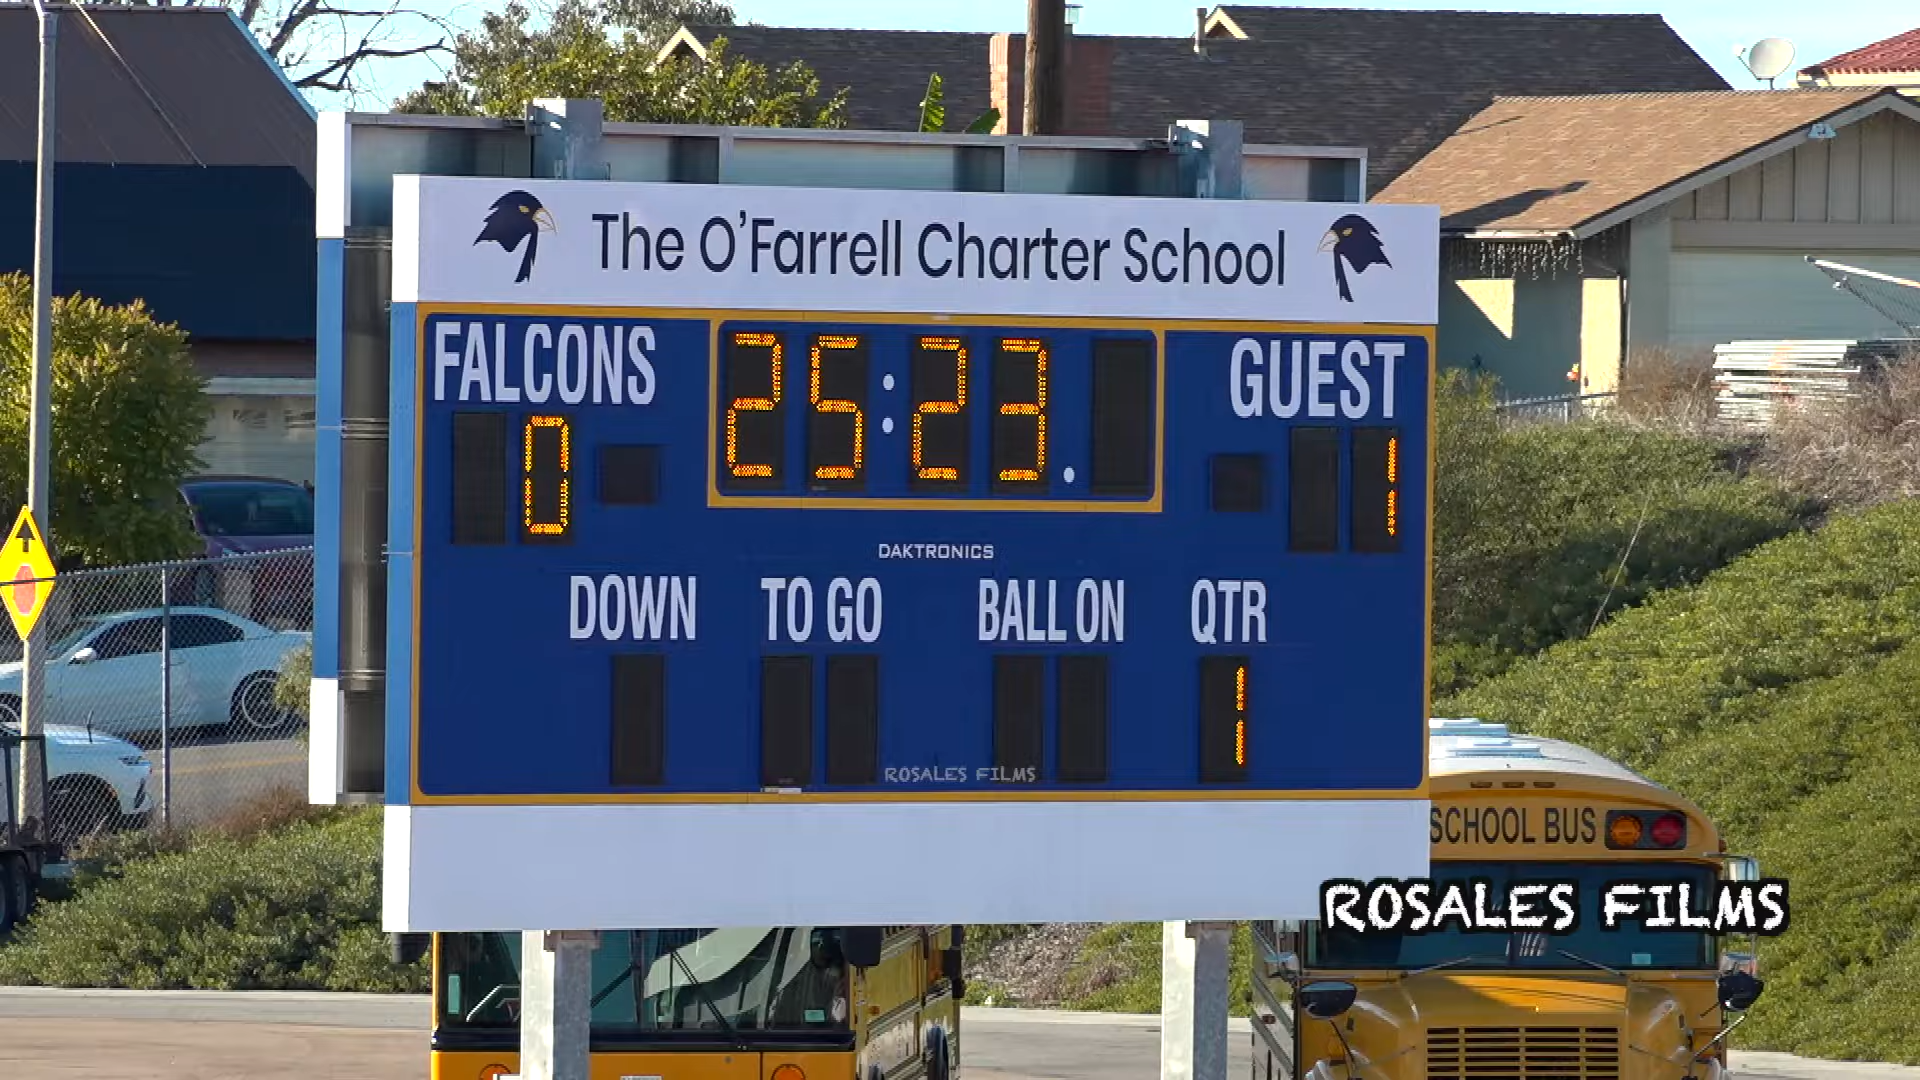 The O'Farrell Charter School
FALCONS
25:23.
GUEST
0
1
DAKTRONICS
DOWN
TO GO
BALL ON
QTR
1
ROSALES FILMS
SCHOOL BUS
ROSALES FILMS